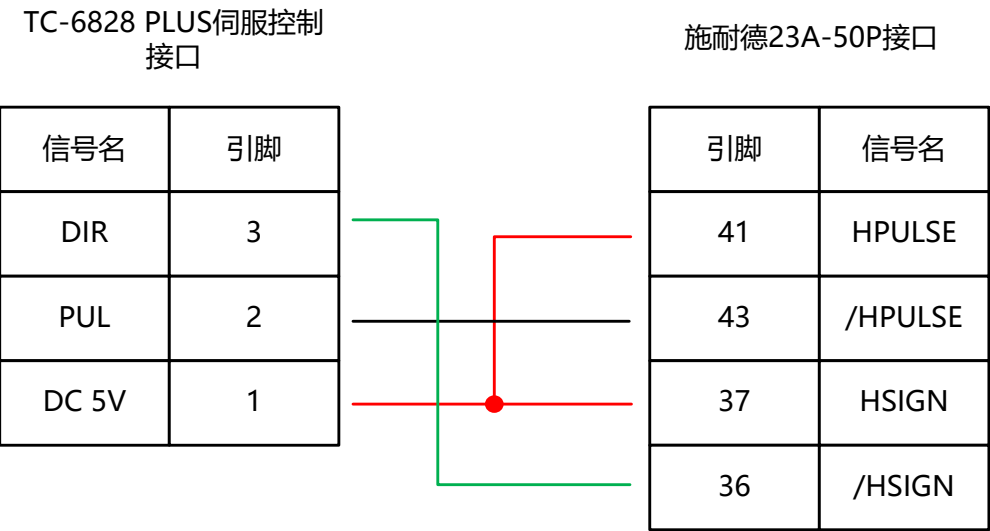 TC-6828 PLUS伺服控制
接口
施耐德23A-50P接口
信号名 引脚
DIR 3
PUL 2
DC 5V 1
引脚 信号名
41 HPULSE
43 /HPULSE
37 HSIGN
36 /HSIGN